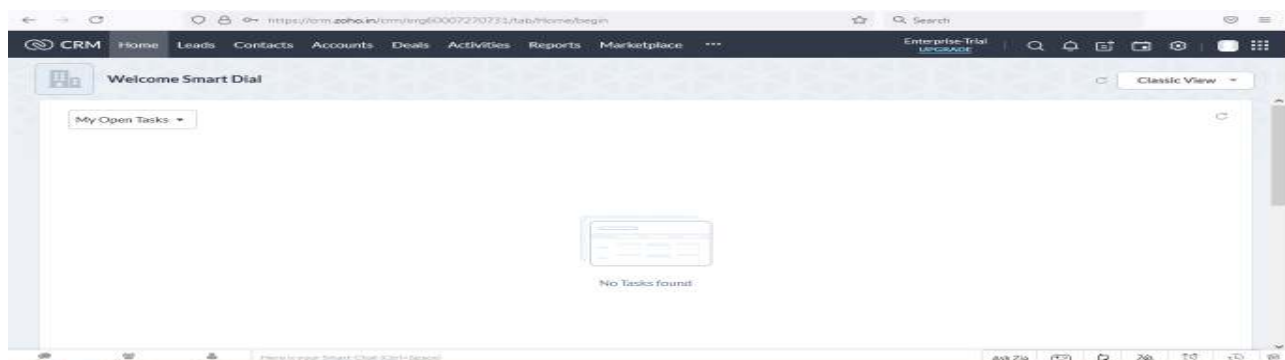 https://crm.zoho.in/crm/org60007270731/tab/Home/begin
Search
CRM Home Leads Contacts Accounts Deals Activities Reports Marketplace ••• Enterprise-Trial
UPGRADE
Welcome Smart Dial
Classic View
My Open Tasks
No Tasks found
Here is your Smart Chat (Ctrl+Space)
Ask Zia